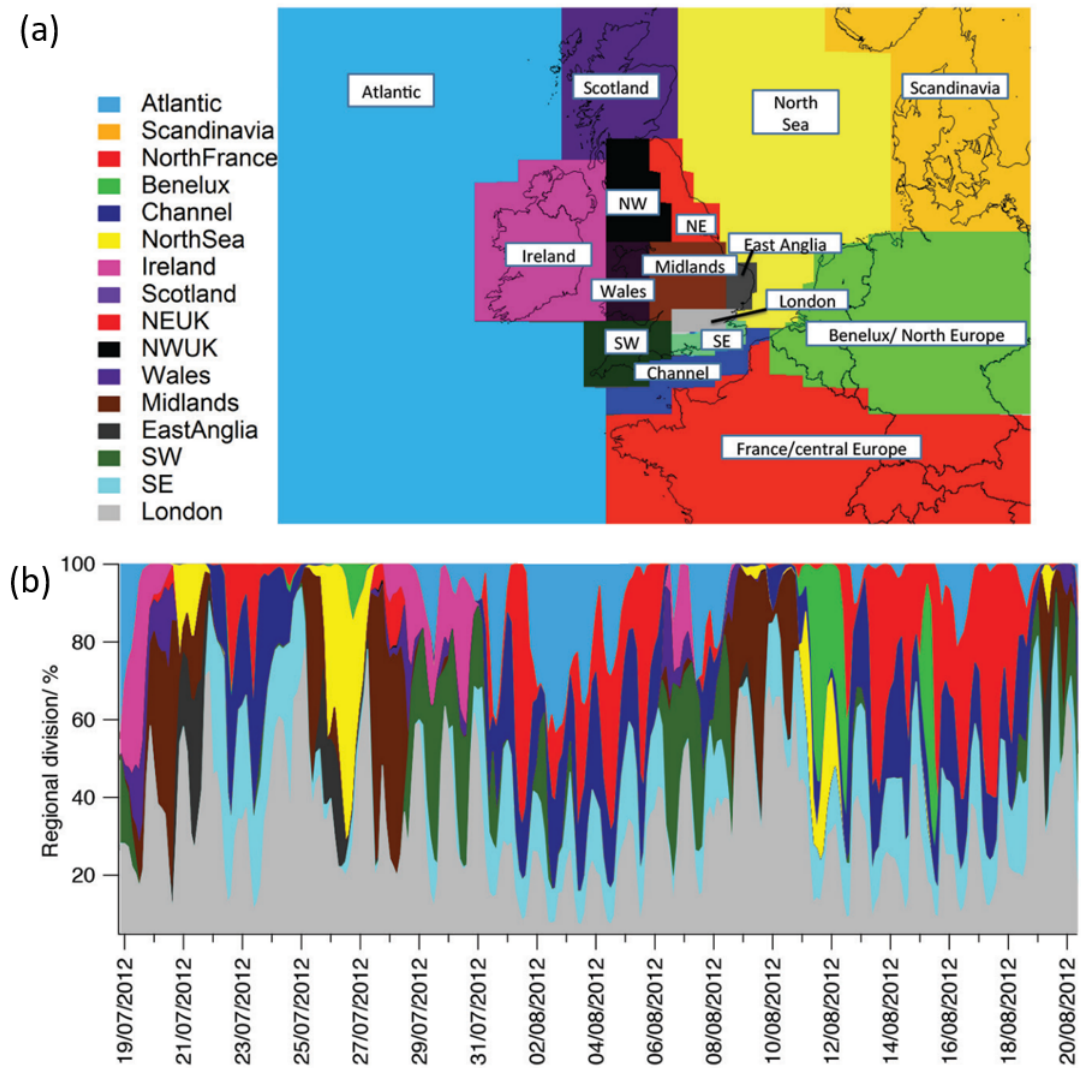 (a)
Atlantic
Scandinavia
NorthFrance
Benelux
Channel
NorthSea
Ireland
Scotland
NEUK
NWUK
Wales
Midlands
EastAnglia
SW
SE
London
Atlantic
Scotland
North
Sea
Scandinavia
NW
NE
East Anglia
Ireland
Midlands
Wales
London
SW
SE
Benelux/ North Europe
Channel
France/central Europe
(b)
Regional division/ %
100
80
60
40
20
19/07/2012
21/07/2012
23/07/2012
25/07/2012
27/07/2012
29/07/2012
31/07/2012
02/08/2012
04/08/2012
06/08/2012
08/08/2012
10/08/2012
12/08/2012
14/08/2012
16/08/2012
18/08/2012
20/08/2012